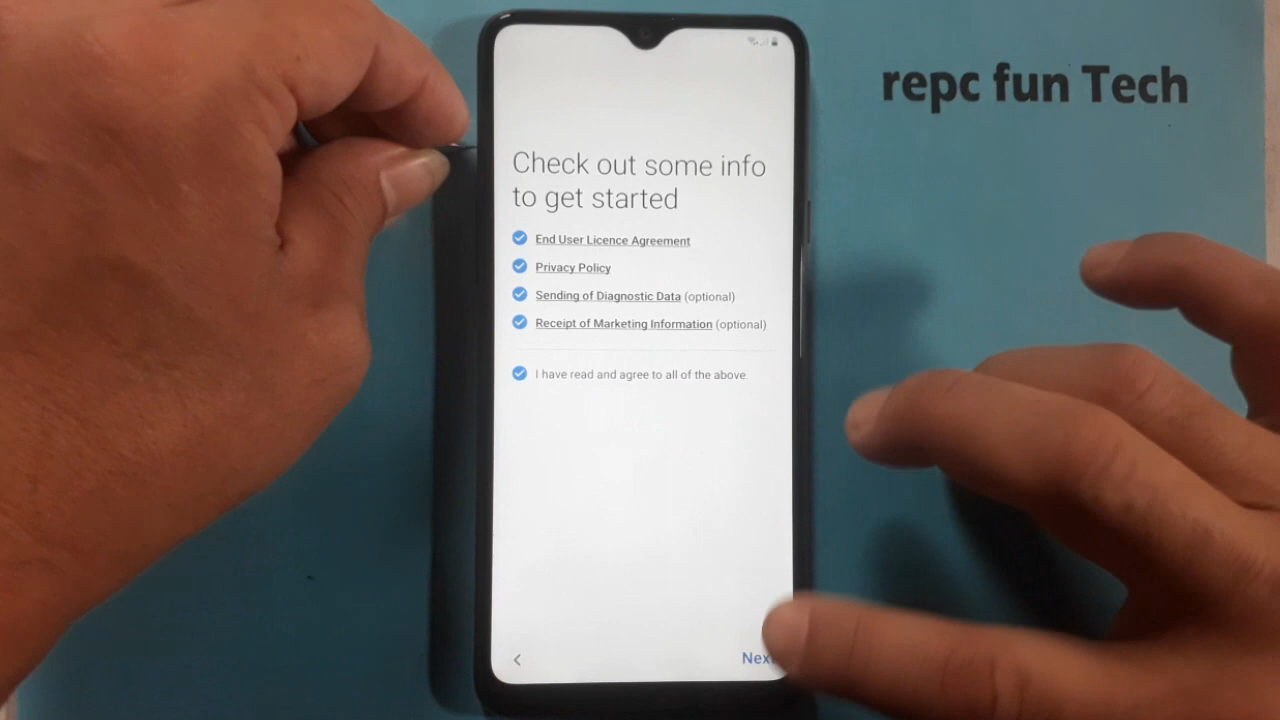 repc fun Tech
Check out some info
to get started
End User Licence Agreement
Privacy Policy
Sending of Diagnostic Data (optional)
Receipt of Marketing Information (optional)
I have read and agree to all of the above.
Nex